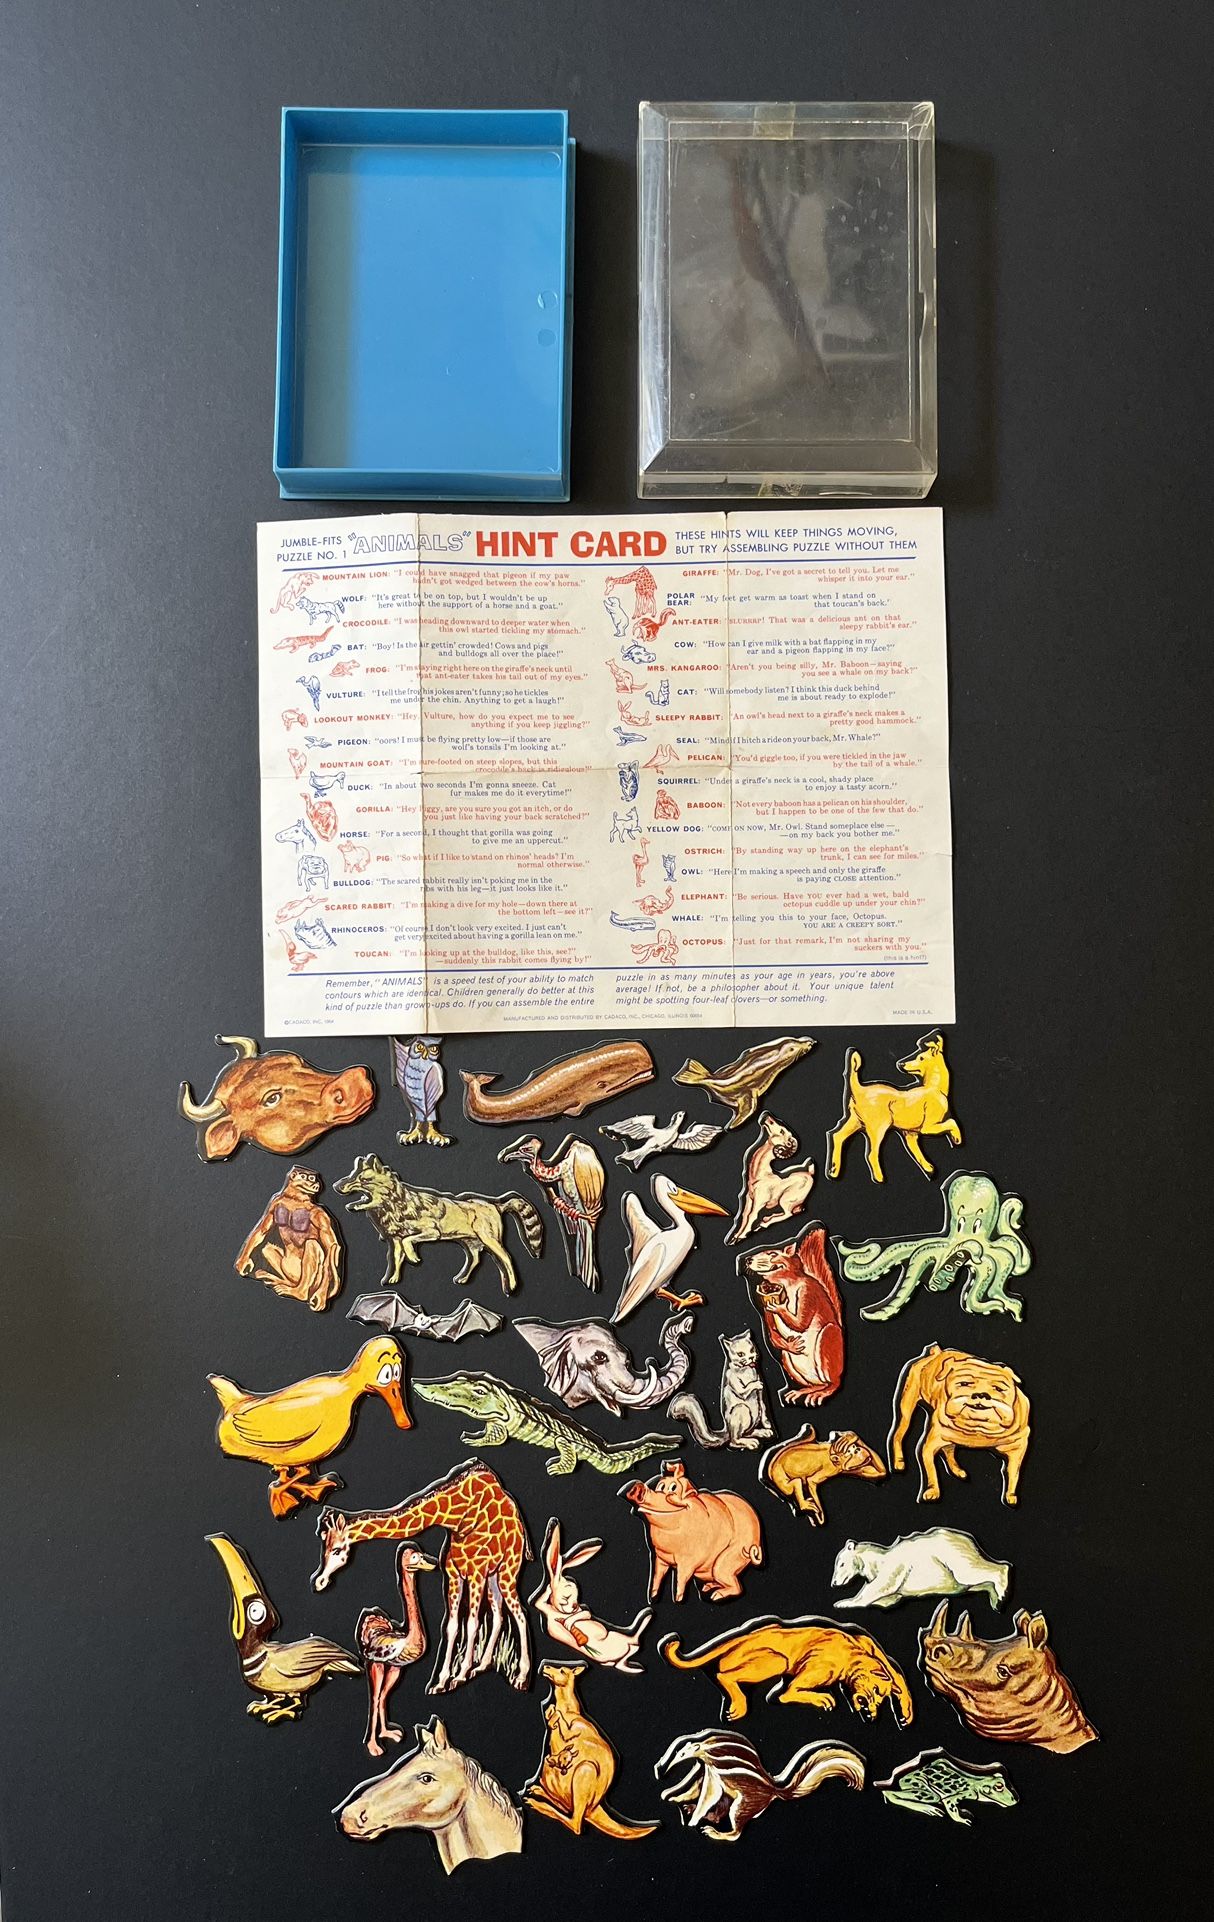 JUMBLE-FITS
PUZZLE NO. 1
"ANIMALS"
HINT CARD
THESE HINTS WILL KEEP THINGS MOVING,
BUT TRY ASSEMBLING PUZZLE WITHOUT THEM
MOUNTAIN LION: "I could have snagged that pigeon if my paw
hadn't got wedged between the cow's horns."
WOLF: "It's great to be on top, but I wouldn't be up
here without the support of a horse and a goat."
CROCODILE: "I was heading downward to deeper water when
this owl started tickling my stomach."
BAT: "Boy! Is the air gettin' crowded! Cows and pigs
and bulldogs all over the place!"
FROG: "I'm staying right here on the giraffe's neck until
that ant-eater takes his tail out of my eyes."
VULTURE: "I tell the frog his jokes aren't funny; so he tickles
me under the chin. Anything to get a laugh!"
LOOKOUT MONKEY: "Hey, Vulture, how do you expect me to see
anything if you keep jiggling?"
PIGEON: "oops! I must be flying pretty low—if those are
wolf's tonsils I'm looking at."
MOUNTAIN GOAT: "I'm sure-footed on steep slopes, but this
crocodile's back is ridiculous!"
DUCK: "In about two seconds I'm gonna sneeze. Cat
fur makes me do it everytime!"
GORILLA: "Hey Piggy, are you sure you got an itch, or do
you just like having your back scratched?"
HORSE: "For a second, I thought that gorilla was going
to give me an uppercut."
PIG: "So what if I like to stand on rhinos' heads? I'm
normal otherwise."
BULLDOG: "The scared rabbit really isn't poking me in the
ribs with his leg—it just looks like it."
SCARED RABBIT: "I'm making a dive for my hole—down there at
the bottom left—see it?"
RHINOCEROS: "Of course I don't look very excited. I just can't
get very excited about having a gorilla lean on me."
TOUCAN: "I'm looking up at the bulldog, like this, see?"
—suddenly this rabbit comes flying by!"
GIRAFFE: "Mr. Dog, I've got a secret to tell you. Let me
whisper it into your ear."
POLAR
BEAR: "My feet get warm as toast when I stand on
that toucan's back."
ANT-EATER: "SLURRRP! That was a delicious ant on that
sleepy rabbit's ear."
COW: "How can I give milk with a bat flapping in my
ear and a pigeon flapping in my face?"
MRS. KANGAROO: "Aren't you being silly, Mr. Baboon—saying
you see a whale on my back?"
CAT: "Will somebody listen? I think this duck behind
me is about ready to explode!"
SLEEPY RABBIT: "An owl's head next to a giraffe's neck makes a
pretty good hammock."
SEAL: "Mind if I hitch a ride on your back, Mr. Whale?"
PELICAN: "You'd giggle too, if you were tickled in the jaw
by the tail of a whale."
SQUIRREL: "Under a giraffe's neck is a cool, shady place
to enjoy a tasty acorn."
BABOON: "Not every baboon has a pelican on his shoulder,
but I happen to be one of the few that do."
YELLOW DOG: "COME ON NOW, Mr. Owl. Stand someplace else—
—on my back you bother me."
OSTRICH: "By standing way up here on the elephant's
trunk, I can see for miles."
OWL: "Here I'm making a speech and only the giraffe
is paying CLOSE attention."
ELEPHANT: "Be serious. Have YOU ever had a wet, bald
octopus cuddle up under your chin?"
WHALE: "I'm telling you this to your face, Octopus.
YOU ARE A CREEPY SORT."
OCTOPUS: "Just for that remark, I'm not sharing my
suckers with you."
(this is a hint?)
Remember, "ANIMALS" is a speed test of your ability to match
contours which are identical. Children generally do better at this
kind of puzzle than grown-ups do. If you can assemble the entire
puzzle in as many minutes as your age in years, you're above
average! If not, be a philosopher about it. Your unique talent
might be spotting four-leaf clovers—or something.
©CADACO, INC., 1964
MANUFACTURED AND DISTRIBUTED BY CADACO, INC., CHICAGO, ILLINOIS 60654
MADE IN U.S.A.